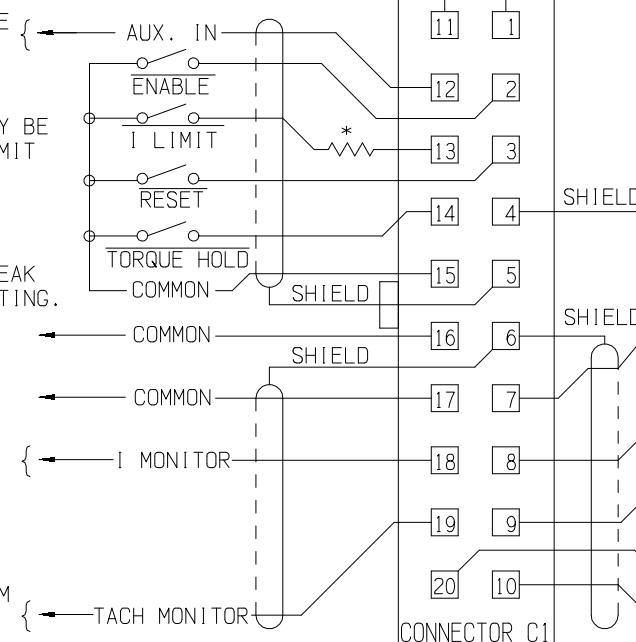 E
{ AUX. IN
11 1
ENABLE
12 2
Y BE
MIT
I LIMIT
*
13 3
RESET
14 4 SHIELD
TORQUE HOLD
EAK
TING.
COMMON
SHIELD
15 5
COMMON
16 6 SHIELD
SHIELD
COMMON
17 7
{ I MONITOR
18 8
19 9
M
{ TACH MONITOR
20 10
CONNECTOR C1